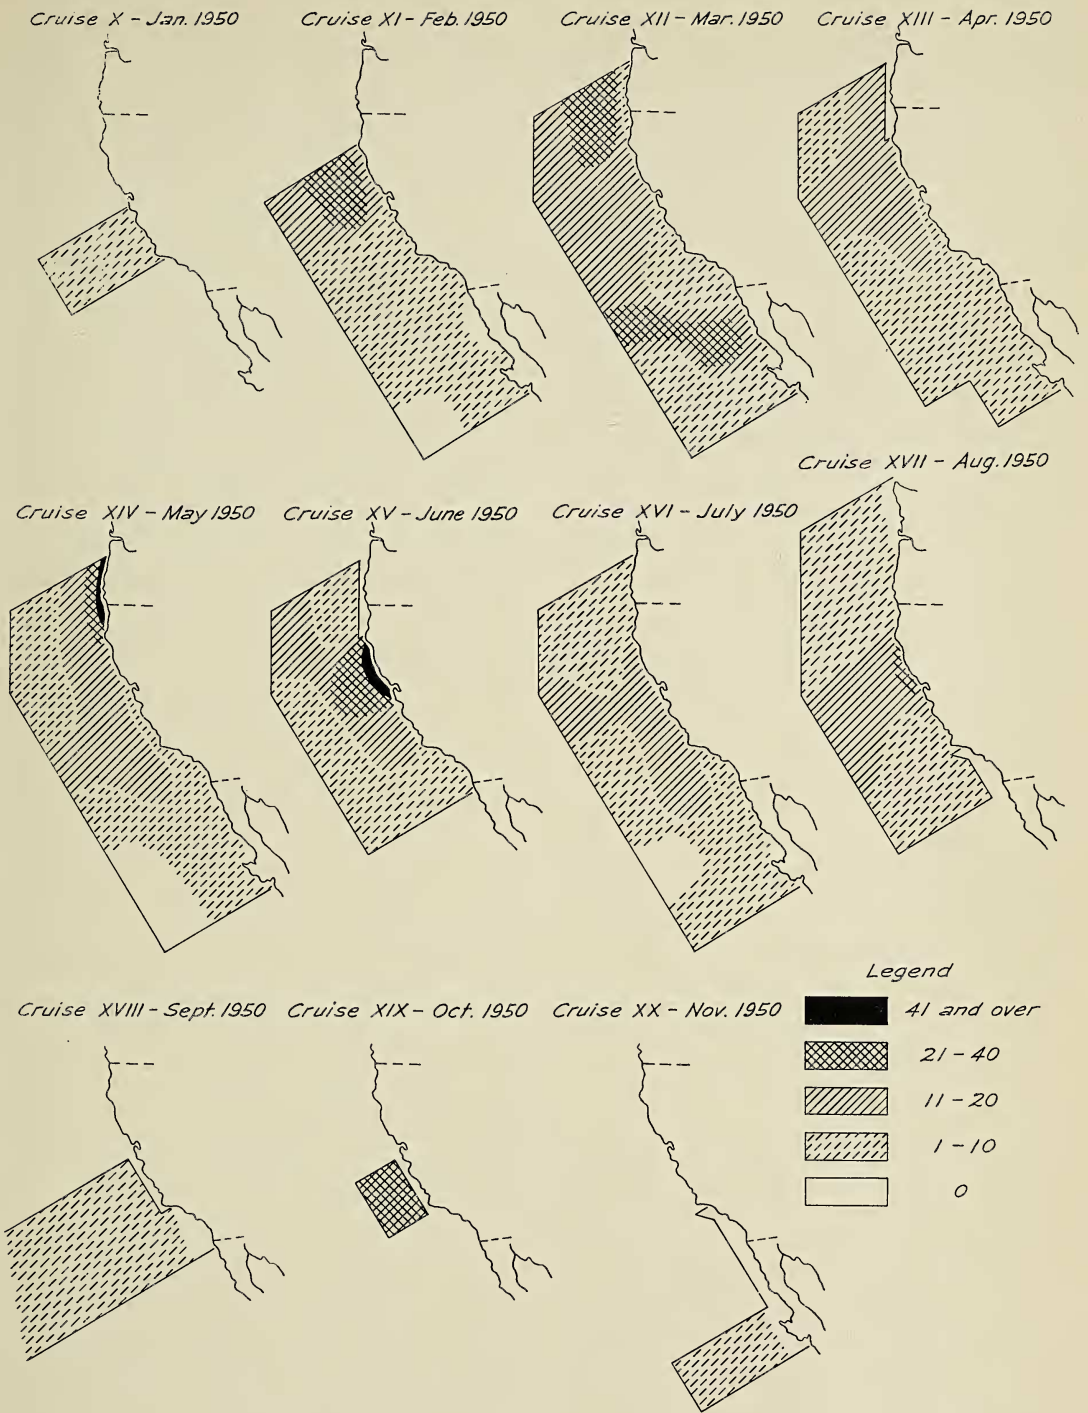 Cruise X - Jan. 1950
Cruise XI - Feb. 1950
Cruise XII - Mar. 1950
Cruise XIII - Apr. 1950
Cruise XIV - May 1950
Cruise XV - June 1950
Cruise XVI - July 1950
Cruise XVII - Aug. 1950
Cruise XVIII - Sept. 1950
Cruise XIX - Oct. 1950
Cruise XX - Nov. 1950
Legend
41 and over
21 - 40
11 - 20
1 - 10
0